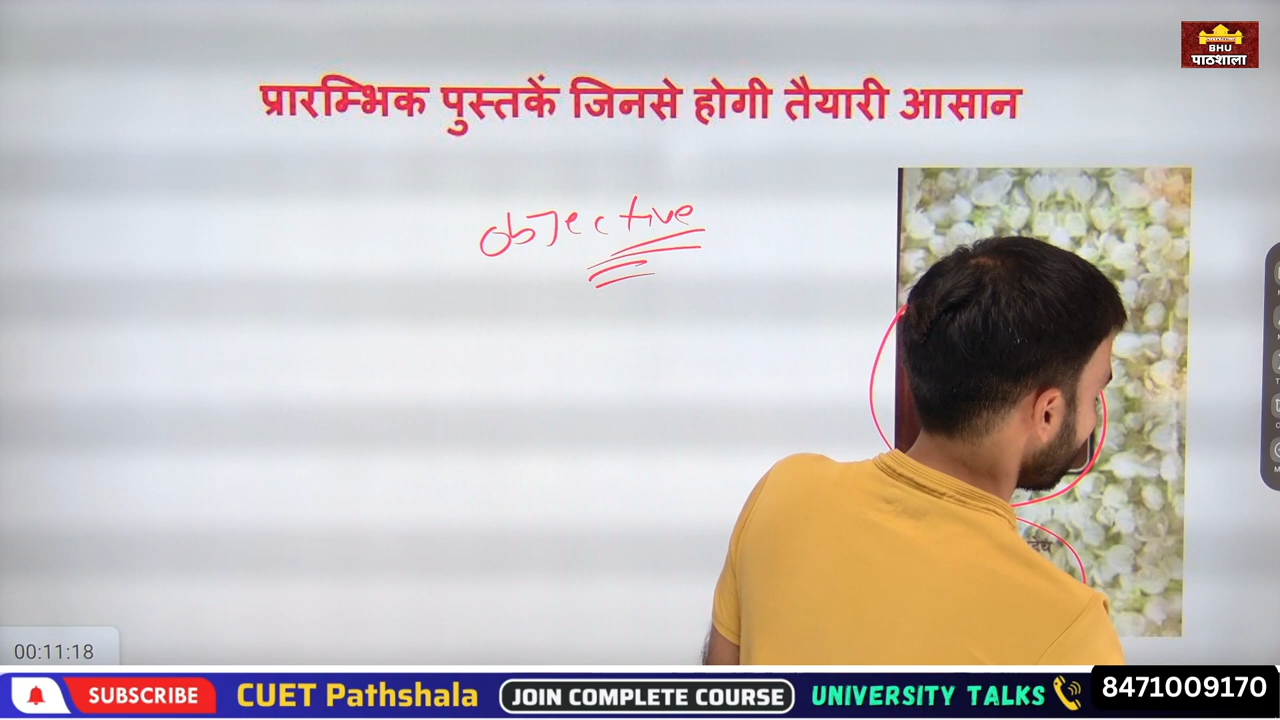 BHU
पाठशाला
प्रारम्भिक पुस्तकें जिनसे होगी तैयारी आसान
objective
00:11:18
SUBSCRIBE
CUET Pathshala
JOIN COMPLETE COURSE
UNIVERSITY TALKS
8471009170